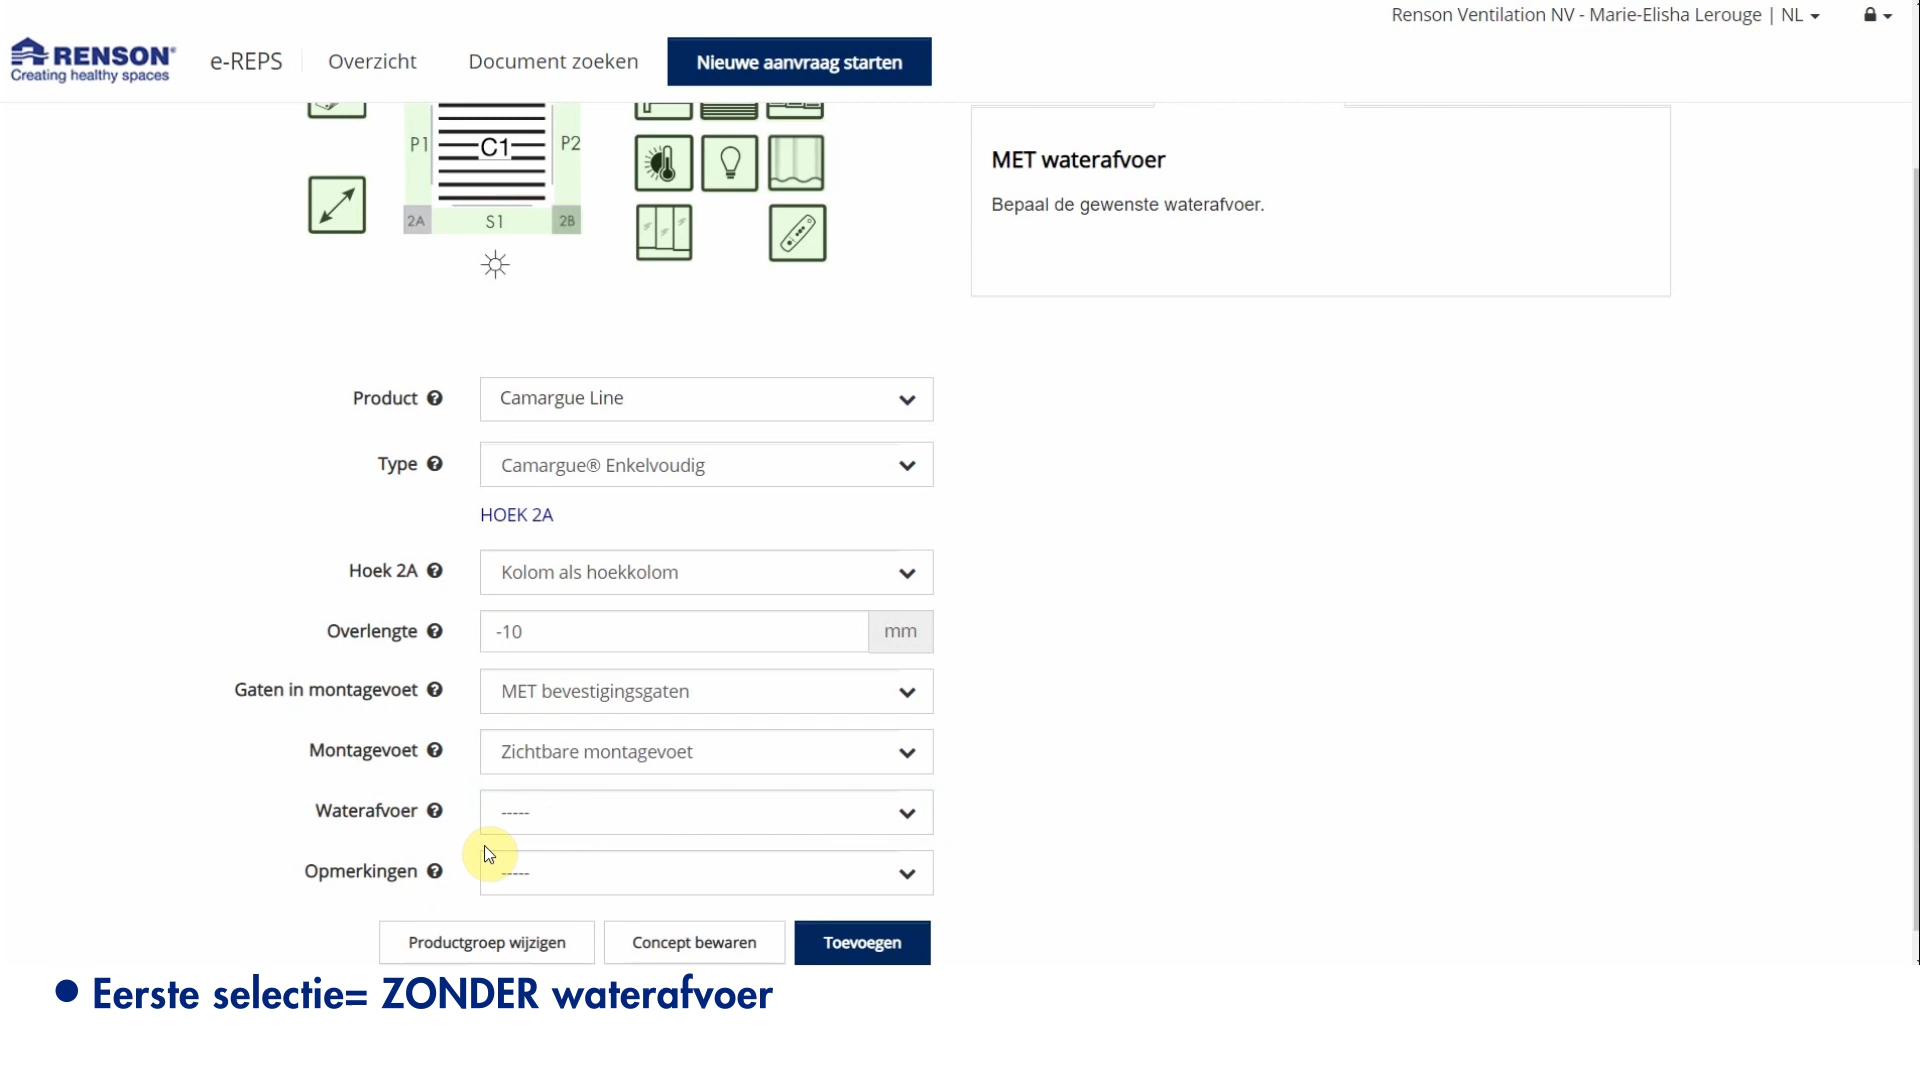 Renson Ventilation NV - Marie-Elisha Lerouge | NL
RENSON®
Creating healthy spaces
e-REPS
Overzicht
Document zoeken
Nieuwe aanvraag starten
P1
C1
P2
2A
S1
2B
MET waterafvoer
Bepaal de gewenste waterafvoer.
Product
Camargue Line
Type
Camargue® Enkelvoudig
HOEK 2A
Hoek 2A
Kolom als hoekkolom
Overlengte
-10
mm
Gaten in montagevoet
MET bevestigingsgaten
Montagevoet
Zichtbare montagevoet
Waterafvoer
-----
Opmerkingen
-----
Productgroep wijzigen
Concept bewaren
Toevoegen
• Eerste selectie= ZONDER waterafvoer